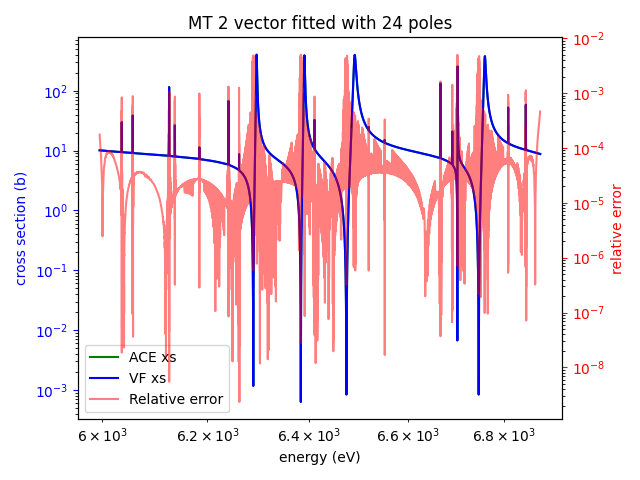 MT 2 vector fitted with 24 poles
cross section (b)
10²
10¹
10⁰
10⁻¹
10⁻²
10⁻³
10⁻²
10⁻³
10⁻⁴
10⁻⁵
10⁻⁶
10⁻⁷
10⁻⁸
relative error
ACE xs
VF xs
Relative error
6 × 10³ 6.2 × 10³ 6.4 × 10³ 6.6 × 10³ 6.8 × 10³
energy (eV)